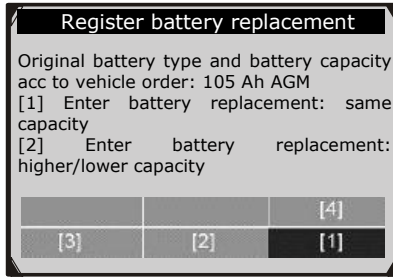 Register battery replacement
Original battery type and battery capacity
acc to vehicle order: 105 Ah AGM
[1] Enter battery replacement: same
capacity
[2] Enter battery replacement:
higher/lower capacity
[4]
[3] [2] [1]